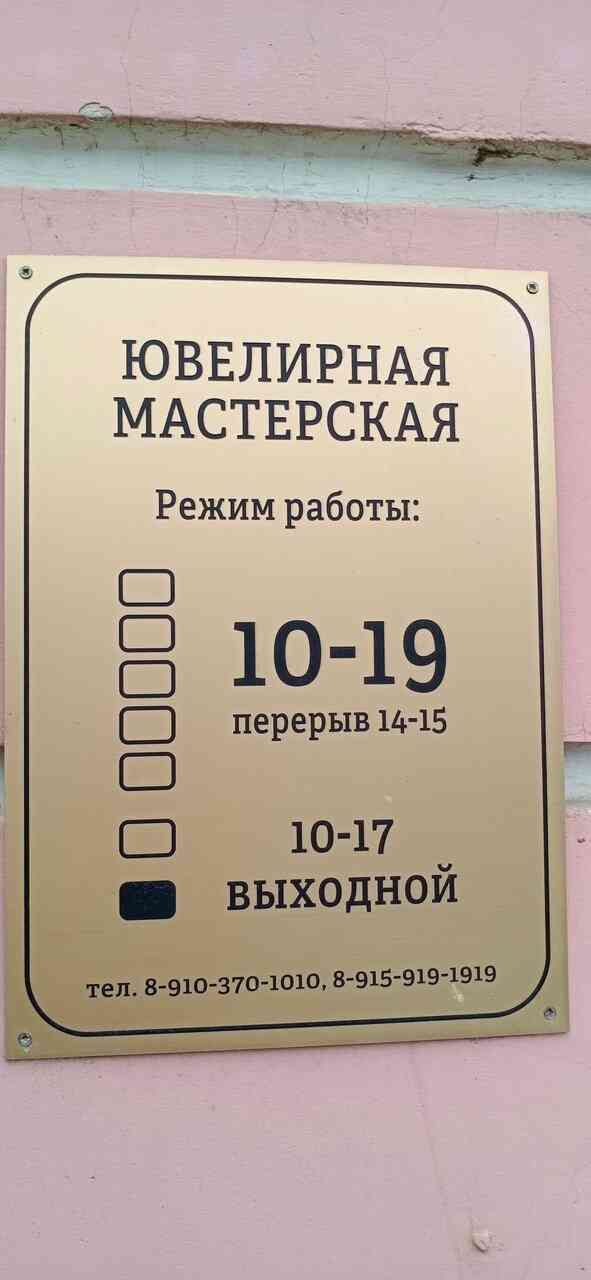 ЮВЕЛИРНАЯ
МАСТЕРСКАЯ
Режим работы:
10-19
перерыв 14-15
10-17
ВЫХОДНОЙ
тел. 8-910-370-1010, 8-915-919-1919